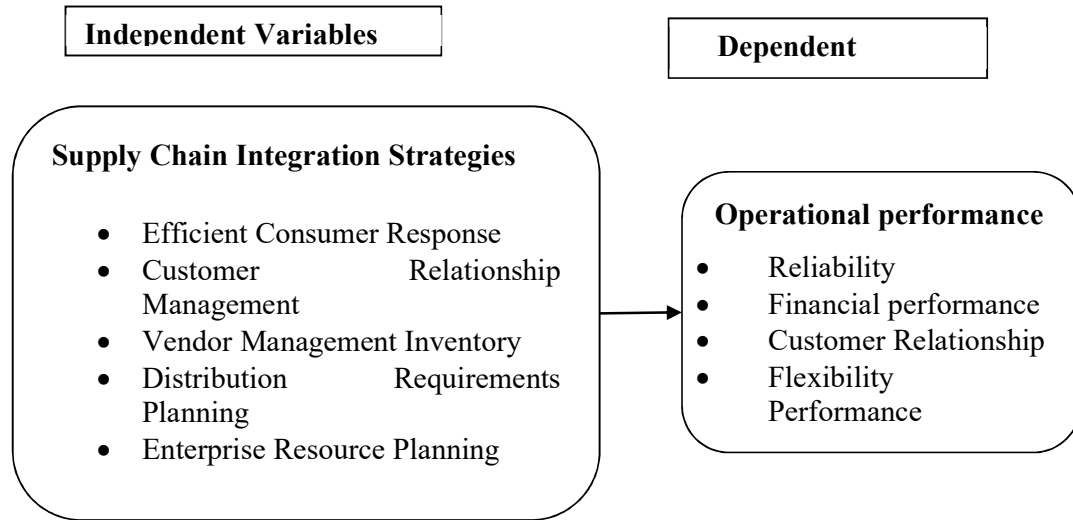 Independent Variables
Dependent
Supply Chain Integration Strategies
• Efficient Consumer Response
• Customer Relationship
Management
• Vendor Management Inventory
• Distribution Requirements
Planning
• Enterprise Resource Planning
Operational performance
• Reliability
• Financial performance
• Customer Relationship
• Flexibility
Performance